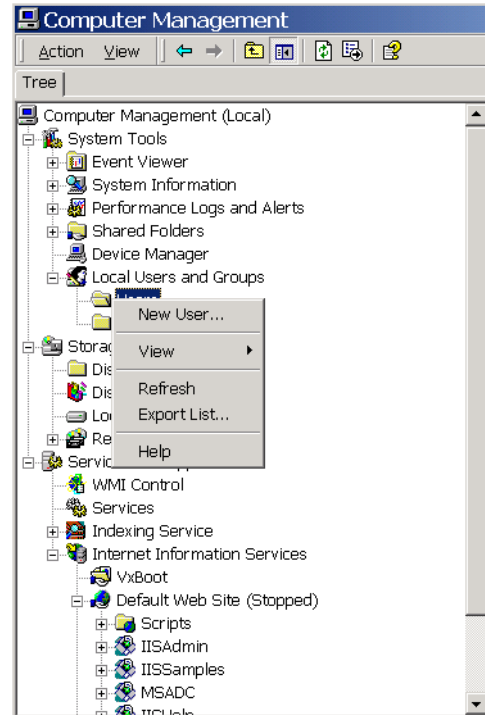 Computer Management
Action View
Tree
Computer Management (Local)
System Tools
Event Viewer
System Information
Performance Logs and Alerts
Shared Folders
Device Manager
Local Users and Groups
New User...
View
Refresh
Export List...
Help
WMI Control
Services
Indexing Service
Internet Information Services
VxBoot
Default Web Site (Stopped)
Scripts
IISAdmin
IISSamples
MSADC